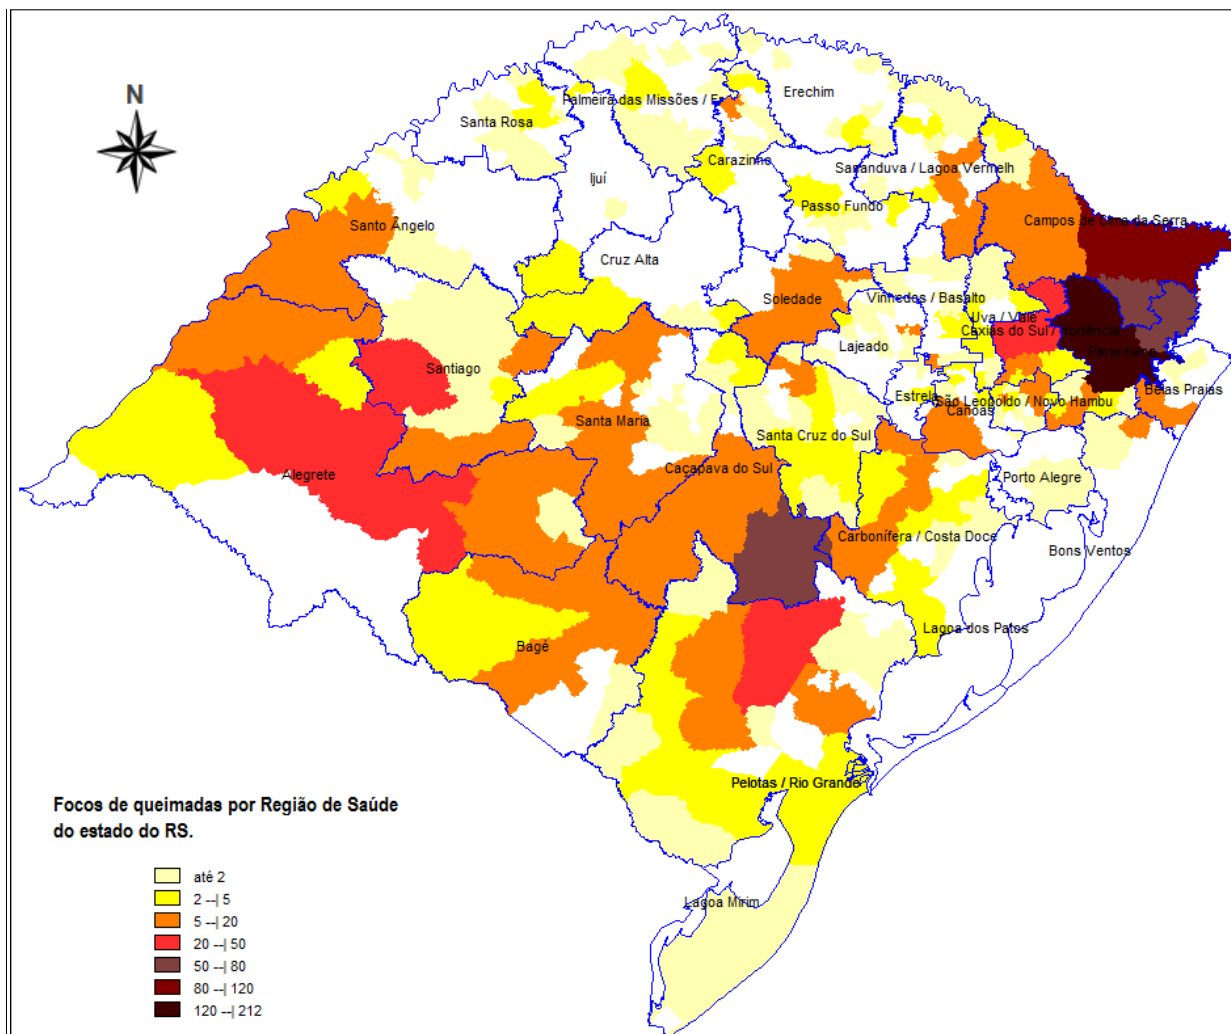 N
Erechim
Palmeira das Missões / Fr
Santa Rosa
Carazinho
Sananduva / Lagoa Vermelh
Ijuí
Passo Fundo
Santo Ângelo
Campos de Cima da Serra
Cruz Alta
Soledade
Vinhedos / Basalto
Uva / Vale
Caxias do Sul / Hortência
Lajeado
Paranhana
Santiago
Belas Praias
Estrela
São Leopoldo / Novo Hambu
Canoas
Santa Maria
Santa Cruz do Sul
Caçapava do Sul
Alegrete
Porto Alegre
Carbonífera / Costa Doce
Bons Ventos
Lagoa dos Patos
Bagé
Pelotas / Rio Grande
Lagoa Mirim
Focos de queimadas por Região de Saúde
do estado do RS.
até 2
2 --| 5
5 --| 20
20 --| 50
50 --| 80
80 --| 120
120 --| 212